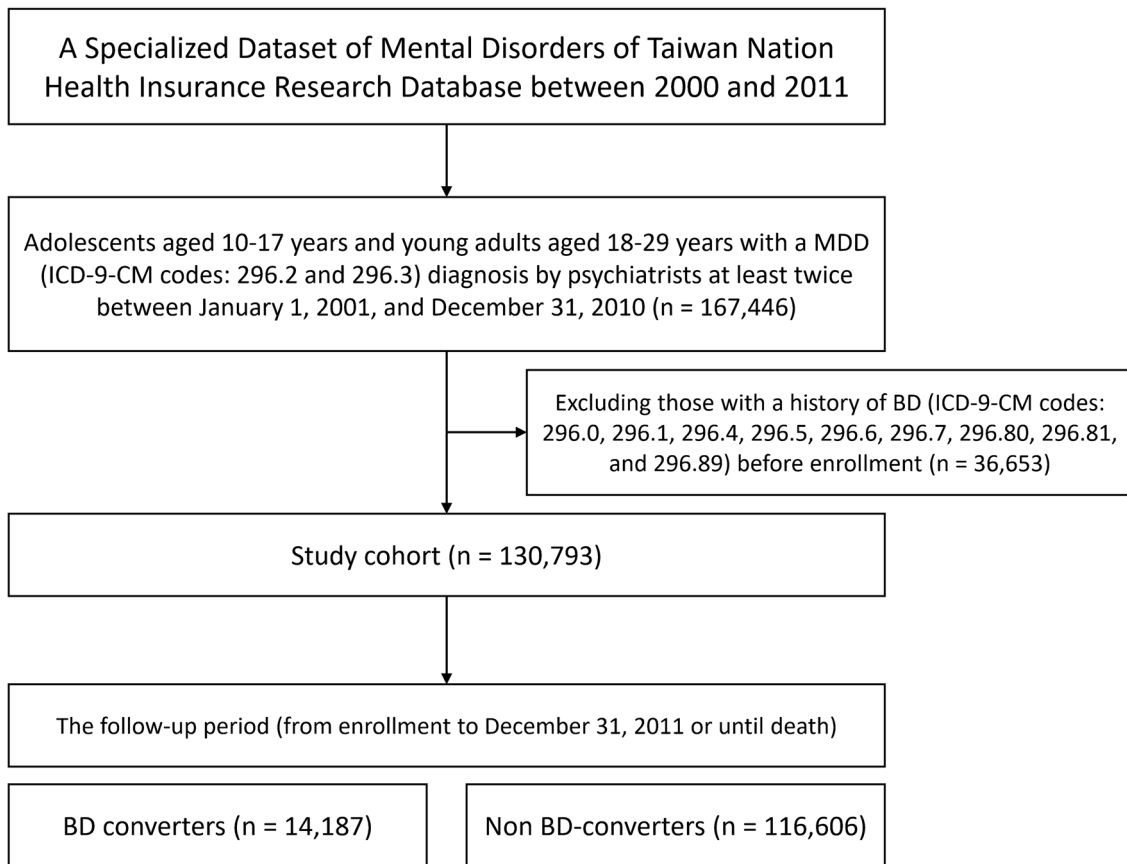 A Specialized Dataset of Mental Disorders of Taiwan Nation
Health Insurance Research Database between 2000 and 2011
Adolescents aged 10-17 years and young adults aged 18-29 years with a MDD
(ICD-9-CM codes: 296.2 and 296.3) diagnosis by psychiatrists at least twice
between January 1, 2001, and December 31, 2010 (n = 167,446)
Excluding those with a history of BD (ICD-9-CM codes:
296.0, 296.1, 296.4, 296.5, 296.6, 296.7, 296.80, 296.81,
and 296.89) before enrollment (n = 36,653)
Study cohort (n = 130,793)
The follow-up period (from enrollment to December 31, 2011 or until death)
BD converters (n = 14,187)
Non BD-converters (n = 116,606)